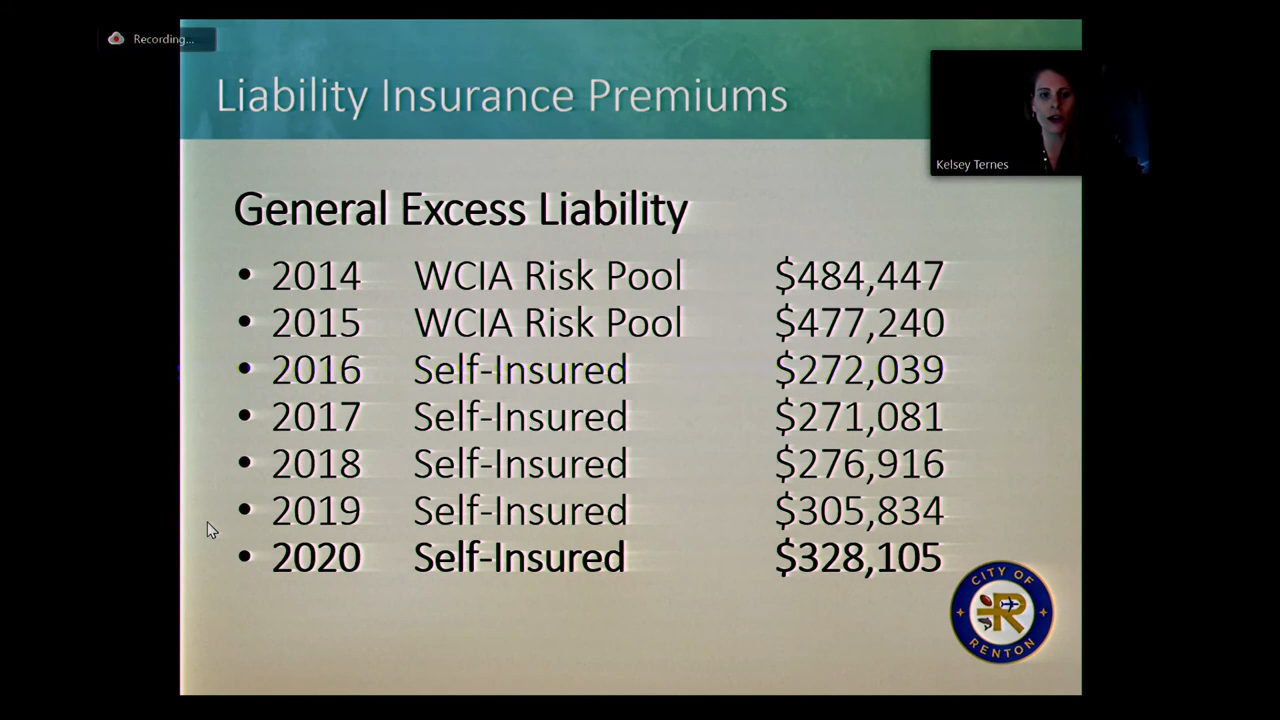 Recording...
Liability Insurance Premiums
Kelsey Ternes
General Excess Liability
• 2014 WCIA Risk Pool $484,447
• 2015 WCIA Risk Pool $477,240
• 2016 Self-Insured $272,039
• 2017 Self-Insured $271,081
• 2018 Self-Insured $276,916
• 2019 Self-Insured $305,834
• 2020 Self-Insured $328,105
CITY OF
R
RENTON